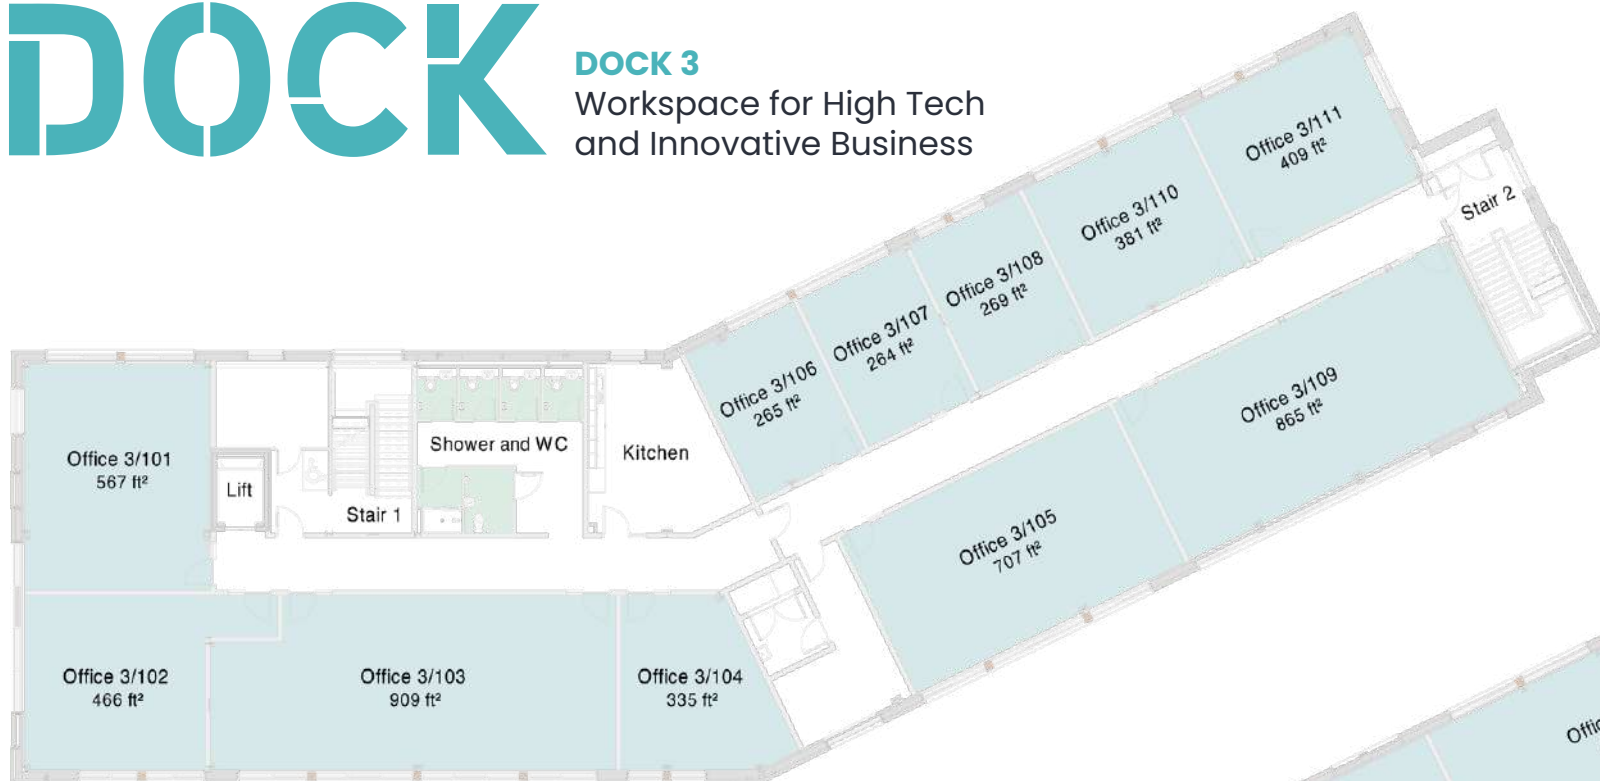 DOCK
DOCK 3
Workspace for High Tech
and Innovative Business
Office 3/111
409 ft²
Stair 2
Office 3/110
381 ft²
Office 3/108
269 ft²
Office 3/107
264 ft²
Office 3/106
265 ft²
Office 3/109
865 ft²
Office 3/101
567 ft²
Lift
Stair 1
Shower and WC
Kitchen
Office 3/105
707 ft²
Office 3/102
466 ft²
Office 3/103
909 ft²
Office 3/104
335 ft²